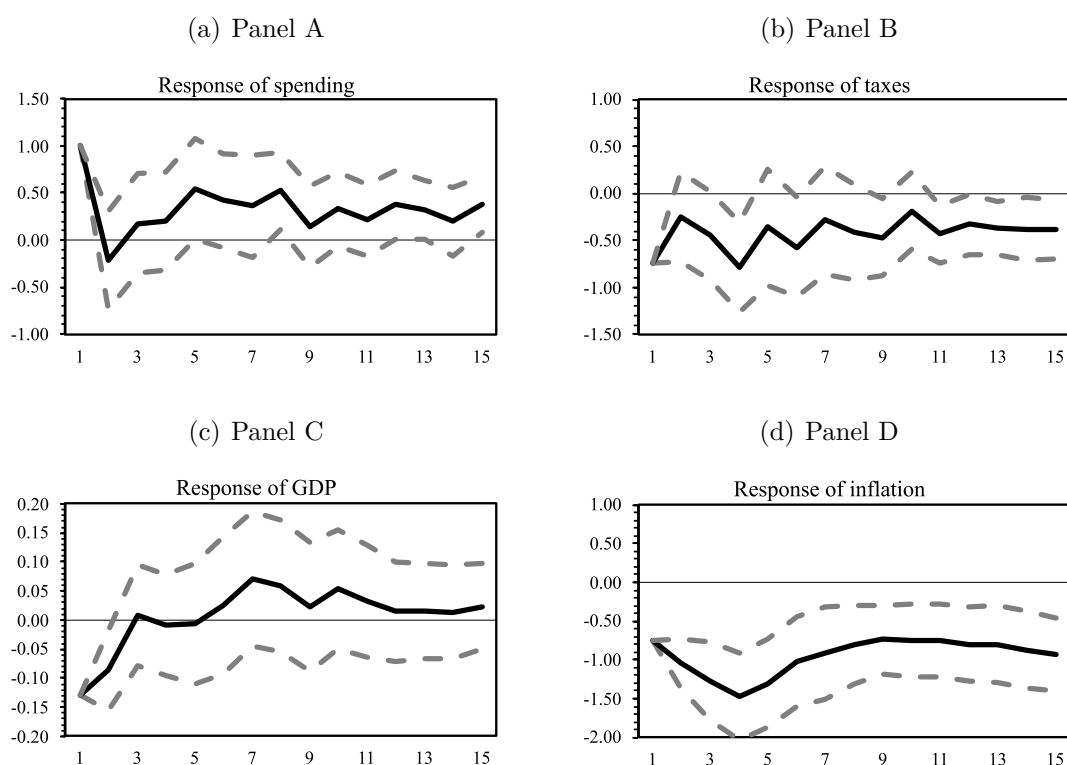 (a) Panel A
Response of spending
1.50
1.00
0.50
0.00
-0.50
-1.00
1 3 5 7 9 11 13 15
(b) Panel B
Response of taxes
1.00
0.50
0.00
-0.50
-1.00
-1.50
1 3 5 7 9 11 13 15
(c) Panel C
Response of GDP
0.20
0.15
0.10
0.05
0.00
-0.05
-0.10
-0.15
-0.20
1 3 5 7 9 11 13 15
(d) Panel D
Response of inflation
1.00
0.50
0.00
-0.50
-1.00
-1.50
-2.00
1 3 5 7 9 11 13 15